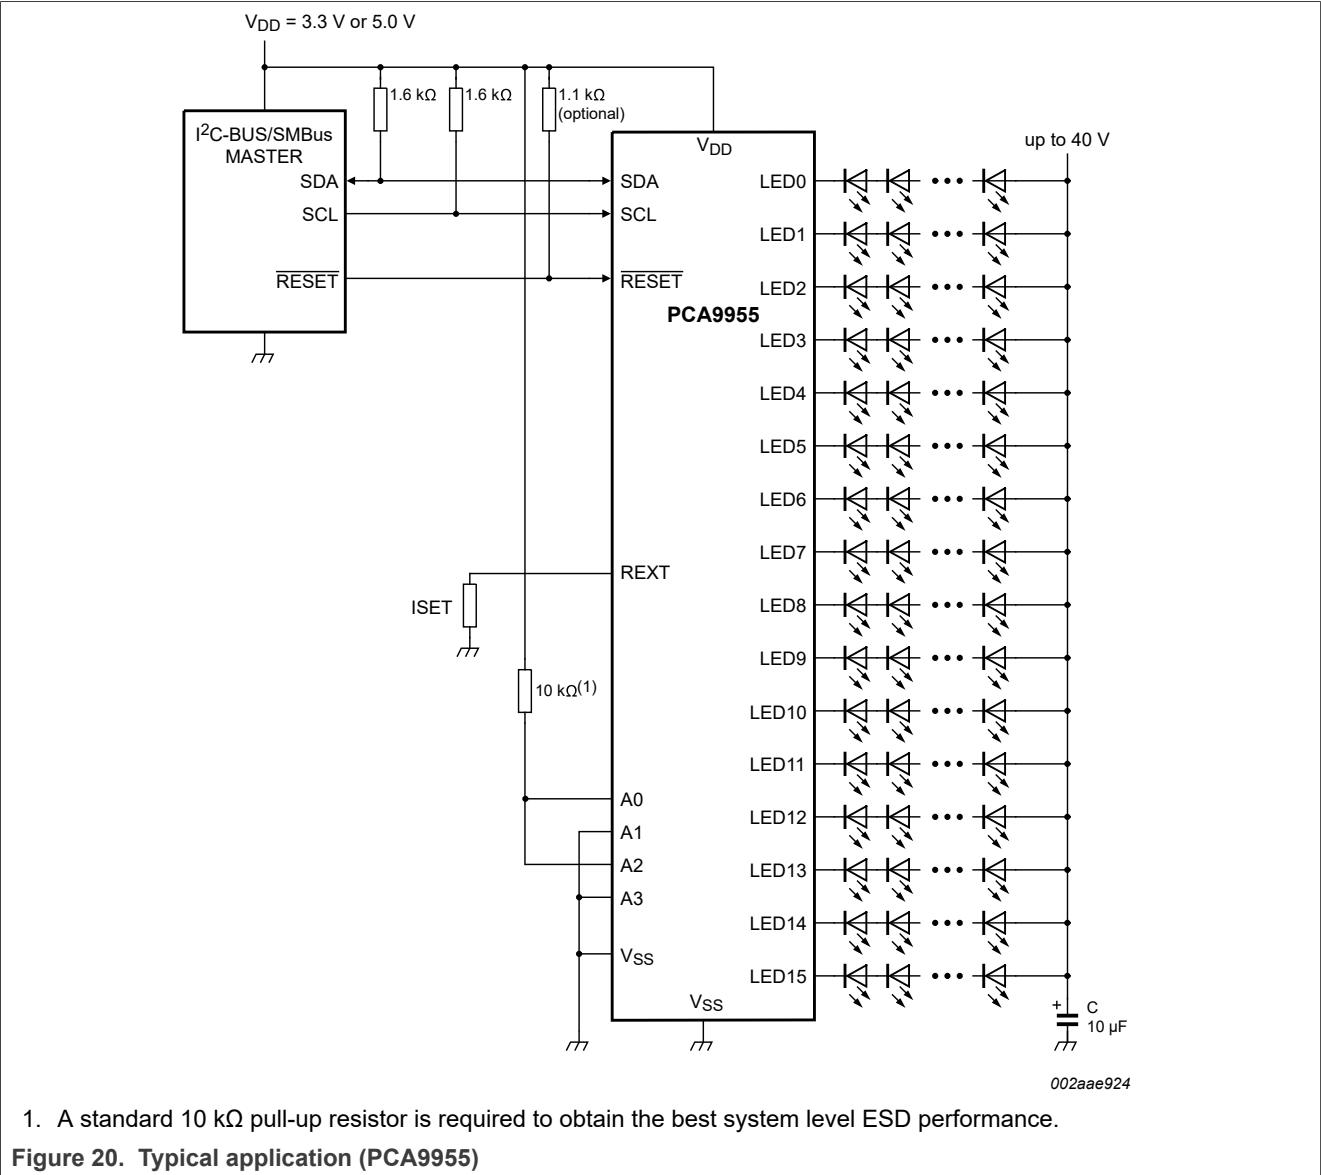 VDD = 3.3 V or 5.0 V
1.6 kΩ
1.6 kΩ
1.1 kΩ
(optional)
I2C-BUS/SMBus
MASTER
SDA
SCL
RESET
VDD
SDA
SCL
RESET
PCA9955
REXT
ISET
10 kΩ(1)
A0
A1
A2
A3
VSS
VSS
LED0
LED1
LED2
LED3
LED4
LED5
LED6
LED7
LED8
LED9
LED10
LED11
LED12
LED13
LED14
LED15
up to 40 V
+
C
10 µF
002aae924
1. A standard 10 kΩ pull-up resistor is required to obtain the best system level ESD performance.
Figure 20. Typical application (PCA9955)